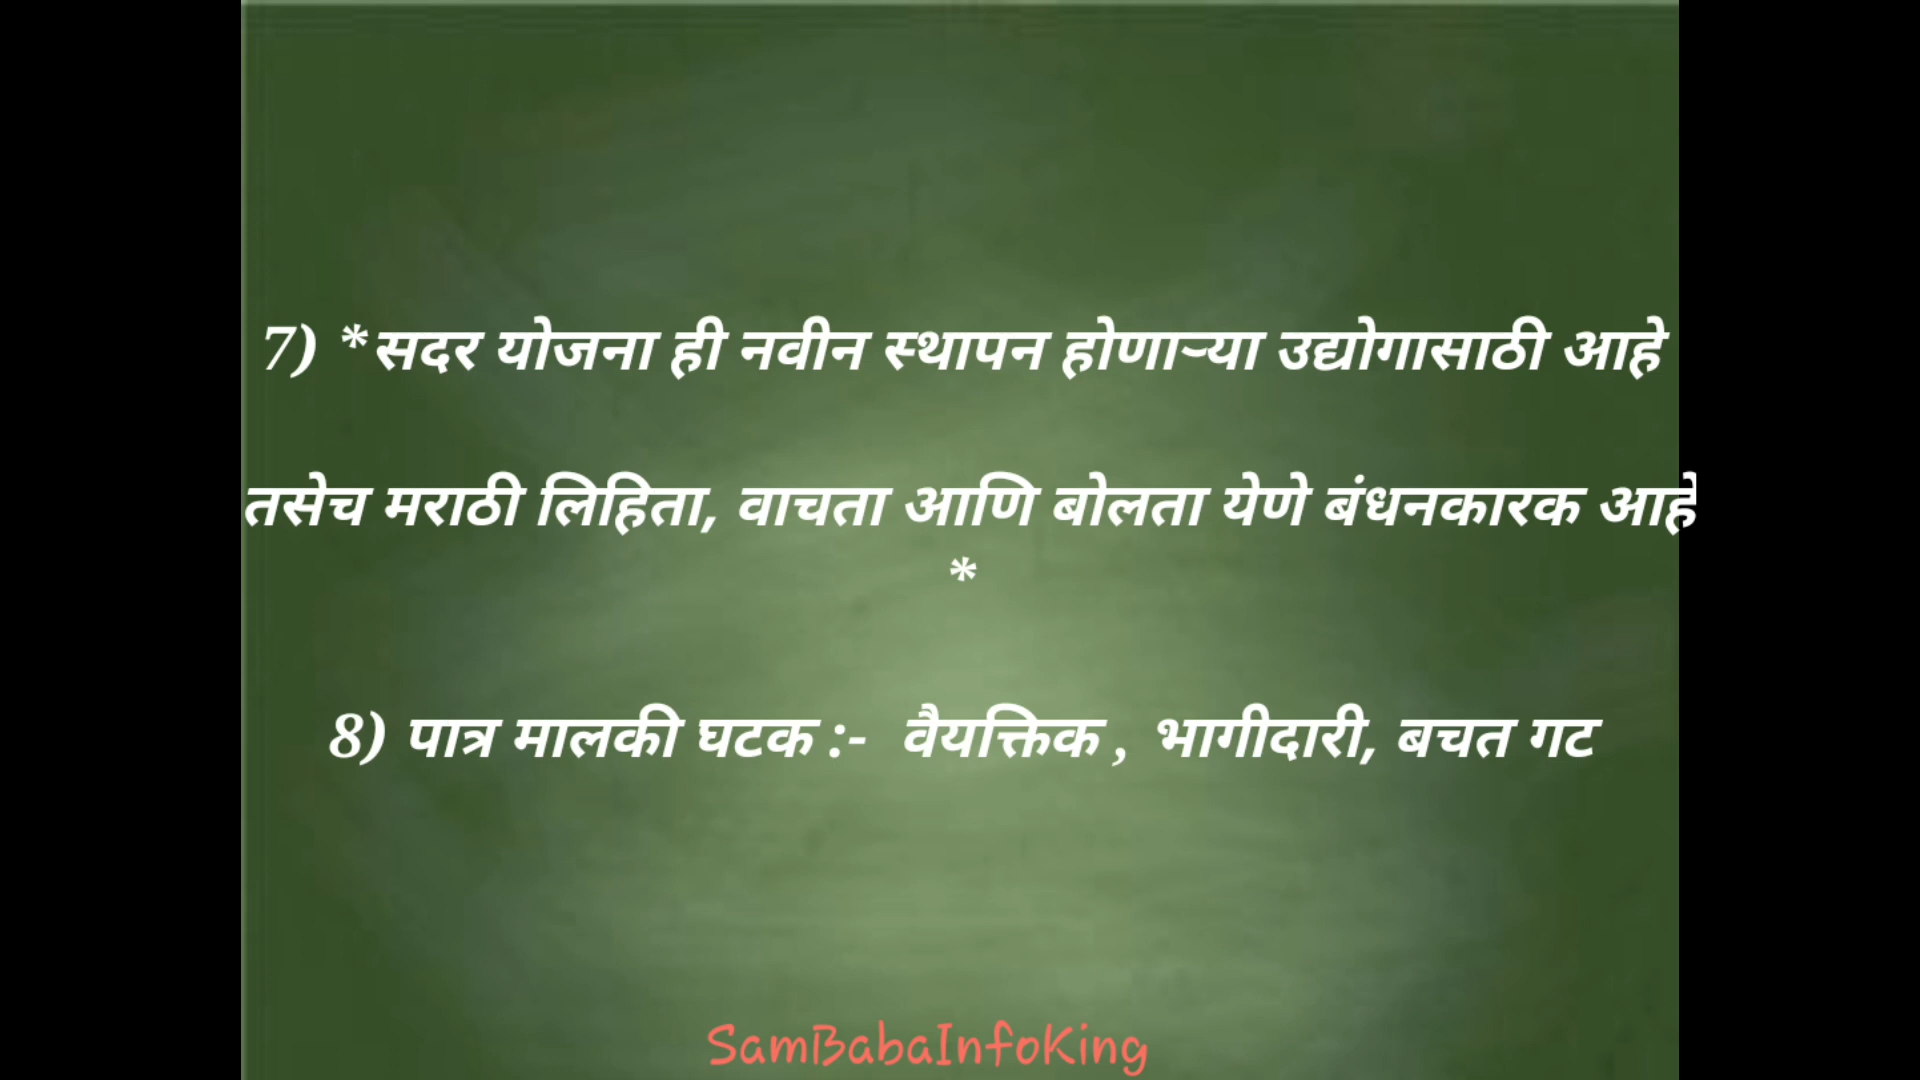 7) *सदर योजना ही नवीन स्थापन होणाऱ्या उद्योगासाठी आहे
तसेच मराठी लिहिता, वाचता आणि बोलता येणे बंधनकारक आहे
*
8) पात्र मालकी घटक :- वैयक्तिक , भागीदारी, बचत गट
SamBabaInfoKing